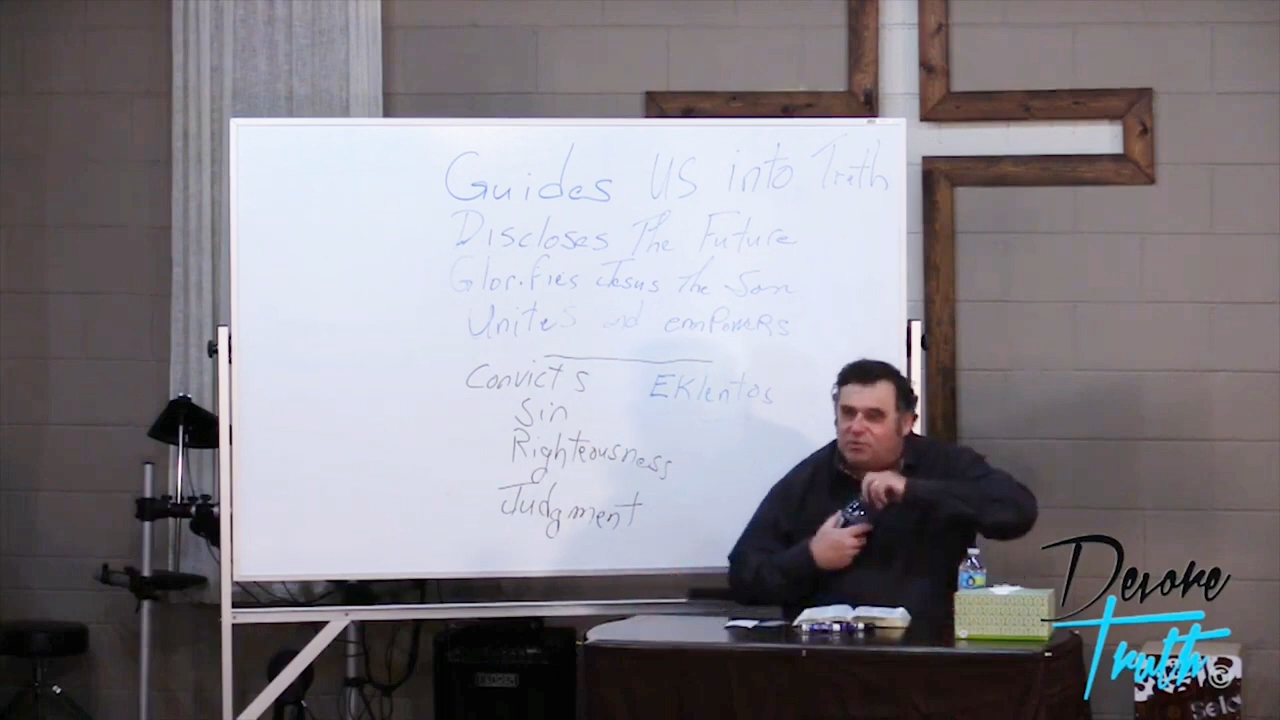 Guides US into Truth
Discloses The Future
Glorifies Jesus the Son
Unites and emPoweRs
Convicts EKlentos
Sin
Righteousness
Judgment
Devore
Truth